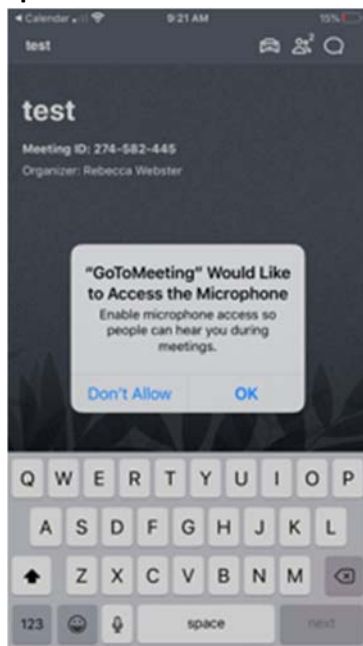 Calendar 9:21 AM 15%
test 2
test
Meeting ID: 274-582-445
Organizer: Rebecca Webster
"GoToMeeting" Would Like
to Access the Microphone
Enable microphone access so
people can hear you during
meetings.
Don't Allow OK
Q W E R T Y U I O P
A S D F G H J K L
Z X C V B N M
123 space next